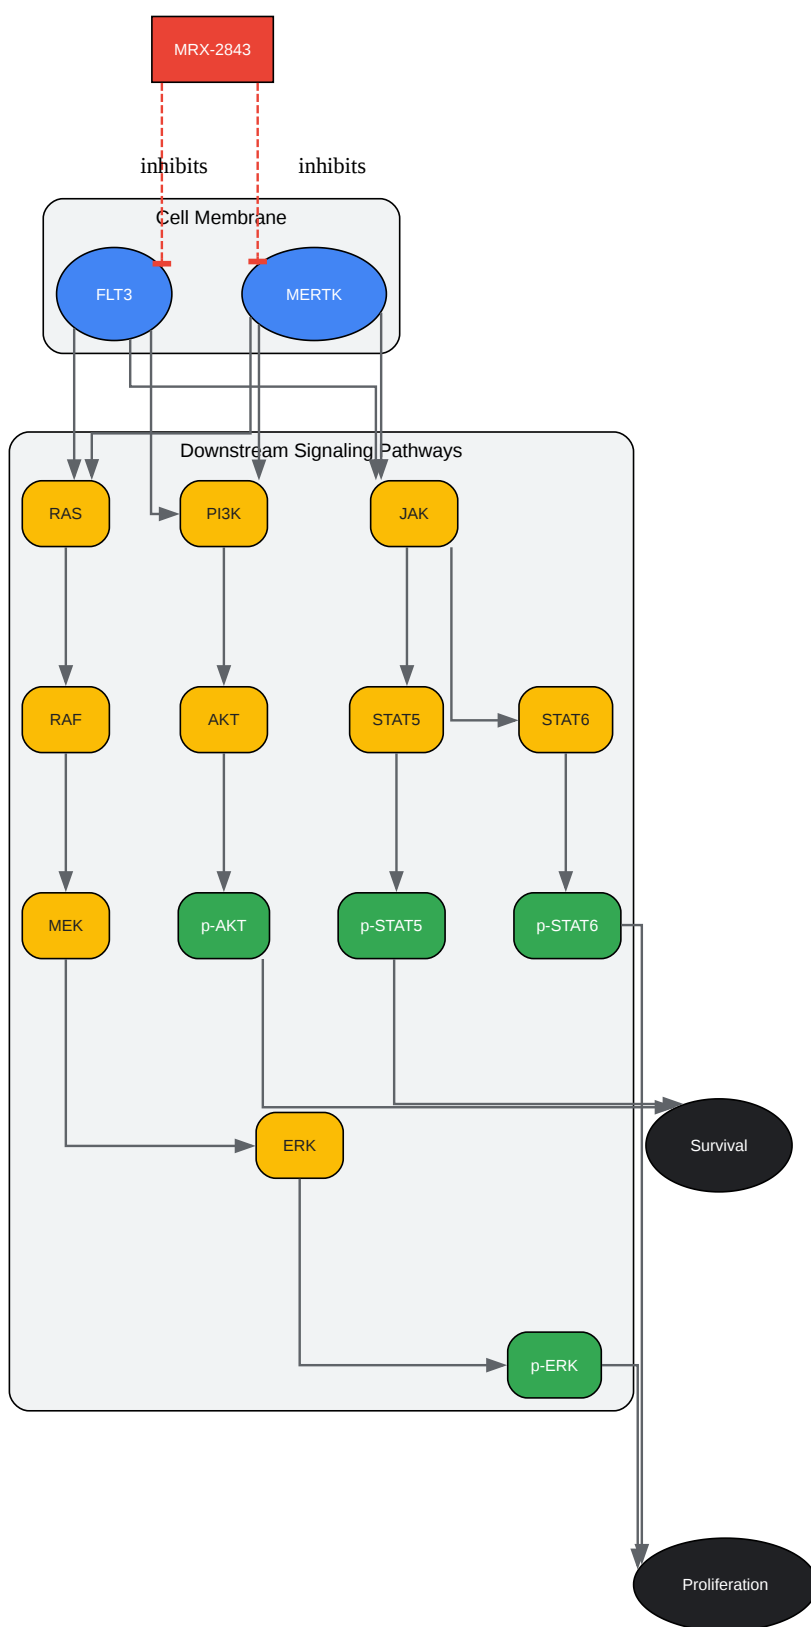 MRX-2843
inhibits
inhibits
Cell Membrane
FLT3
MERTK
Downstream Signaling Pathways
RAS
PI3K
JAK
RAF
AKT
STAT5
STAT6
MEK
p-AKT
p-STAT5
p-STAT6
ERK
Survival
p-ERK
Proliferation